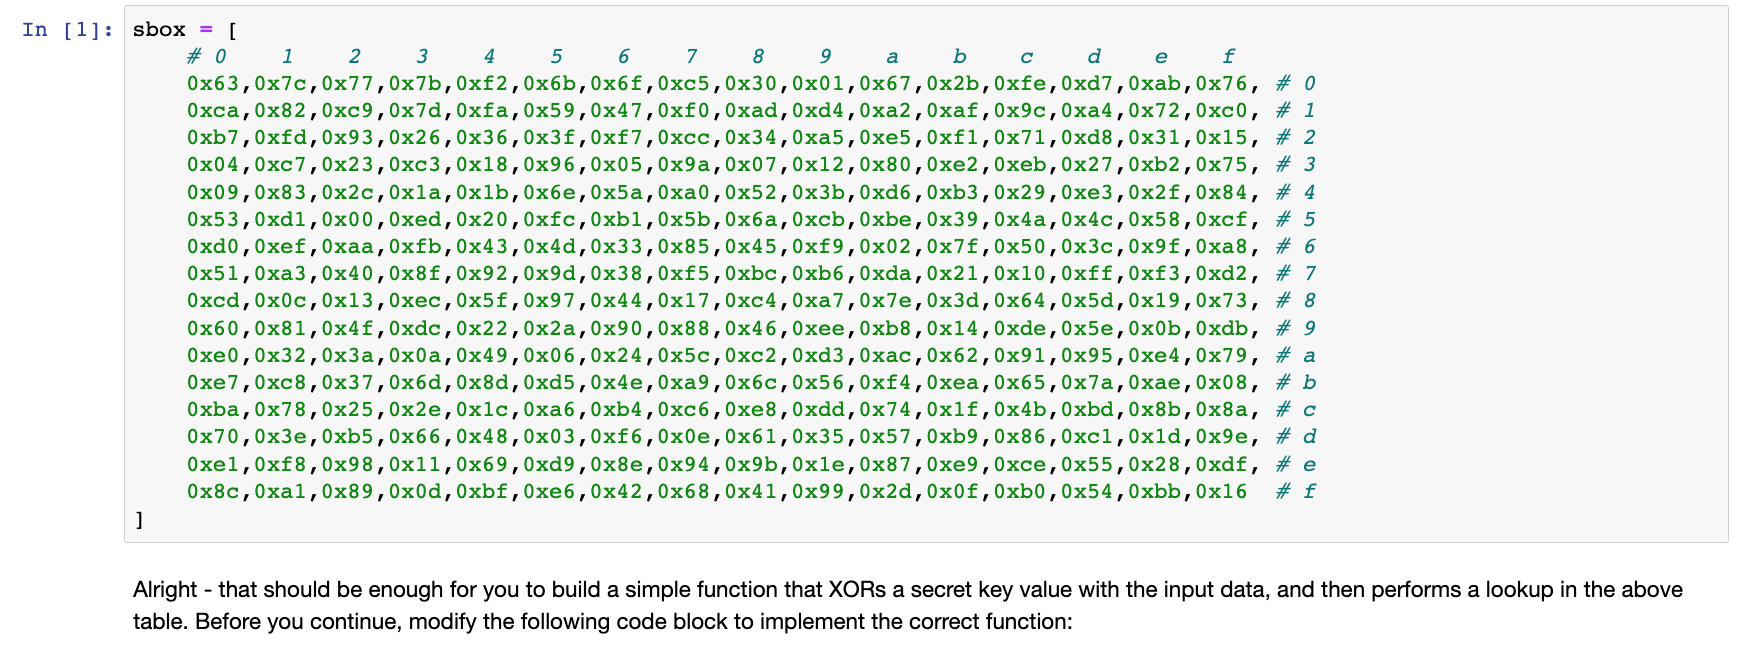 In [1]: sbox = [
# 0 1 2 3 4 5 6 7 8 9 a b c d e f
0x63,0x7c,0x77,0x7b,0xf2,0x6b,0x6f,0xc5,0x30,0x01,0x67,0x2b,0xfe,0xd7,0xab,0x76, # 0
0xca,0x82,0xc9,0x7d,0xfa,0x59,0x47,0xf0,0xad,0xd4,0xa2,0xaf,0x9c,0xa4,0x72,0xc0, # 1
0xb7,0xfd,0x93,0x26,0x36,0x3f,0xf7,0xcc,0x34,0xa5,0xe5,0xf1,0x71,0xd8,0x31,0x15, # 2
0x04,0xc7,0x23,0xc3,0x18,0x96,0x05,0x9a,0x07,0x12,0x80,0xe2,0xeb,0x27,0xb2,0x75, # 3
0x09,0x83,0x2c,0x1a,0x1b,0x6e,0x5a,0xa0,0x52,0x3b,0xd6,0xb3,0x29,0xe3,0x2f,0x84, # 4
0x53,0xd1,0x00,0xed,0x20,0xfc,0xb1,0x5b,0x6a,0xcb,0xbe,0x39,0x4a,0x4c,0x58,0xcf, # 5
0xd0,0xef,0xaa,0xfb,0x43,0x4d,0x33,0x85,0x45,0xf9,0x02,0x7f,0x50,0x3c,0x9f,0xa8, # 6
0x51,0xa3,0x40,0x8f,0x92,0x9d,0x38,0xf5,0xbc,0xb6,0xda,0x21,0x10,0xff,0xf3,0xd2, # 7
0xcd,0x0c,0x13,0xec,0x5f,0x97,0x44,0x17,0xc4,0xa7,0x7e,0x3d,0x64,0x5d,0x19,0x73, # 8
0x60,0x81,0x4f,0xdc,0x22,0x2a,0x90,0x88,0x46,0xee,0xb8,0x14,0xde,0x5e,0x0b,0xdb, # 9
0xe0,0x32,0x3a,0x0a,0x49,0x06,0x24,0x5c,0xc2,0xd3,0xac,0x62,0x91,0x95,0xe4,0x79, # a
0xe7,0xc8,0x37,0x6d,0x8d,0xd5,0x4e,0xa9,0x6c,0x56,0xf4,0xea,0x65,0x7a,0xae,0x08, # b
0xba,0x78,0x25,0x2e,0x1c,0xa6,0xb4,0xc6,0xe8,0xdd,0x74,0x1f,0x4b,0xbd,0x8b,0x8a, # c
0x70,0x3e,0xb5,0x66,0x48,0x03,0xf6,0x0e,0x61,0x35,0x57,0xb9,0x86,0xc1,0x1d,0x9e, # d
0xe1,0xf8,0x98,0x11,0x69,0xd9,0x8e,0x94,0x9b,0x1e,0x87,0xe9,0xce,0x55,0x28,0xdf, # e
0x8c,0xa1,0x89,0x0d,0xbf,0xe6,0x42,0x68,0x41,0x99,0x2d,0x0f,0xb0,0x54,0xbb,0x16 # f
]
Alright - that should be enough for you to build a simple function that XORs a secret key value with the input data, and then performs a lookup in the above
table. Before you continue, modify the following code block to implement the correct function: